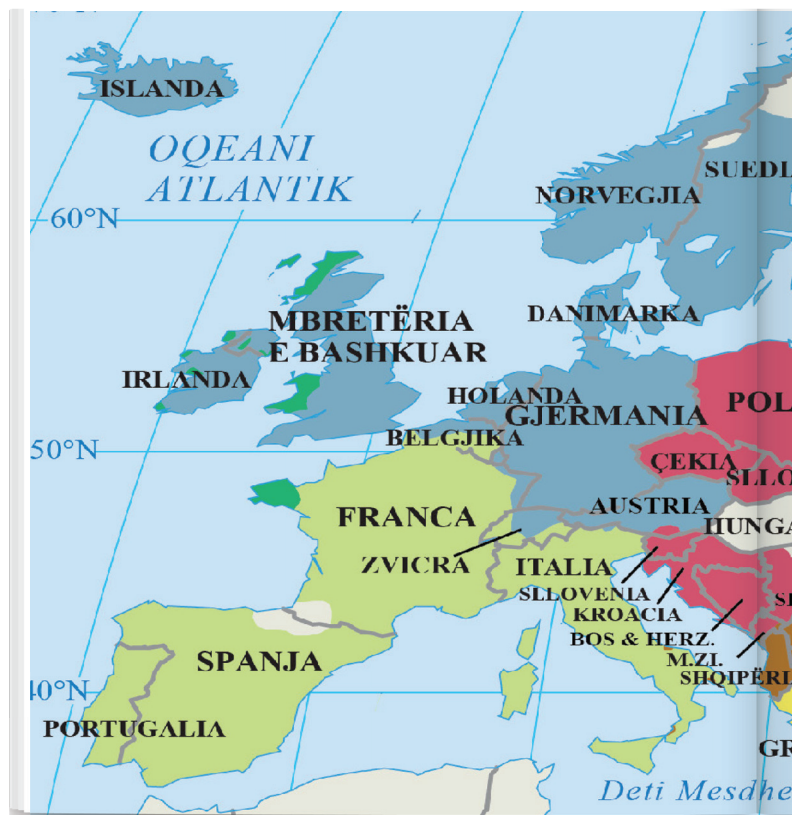 ISLANDA
OQEANI
ATLANTIK
SUEDI
NORVEGJIA
60°N
DANIMARKA
MBRETËRIA
E BASHKUAR
IRLANDA
HOLANDA
GJERMANIA
POL
BELGJIKA
50°N
ÇEKIA
SLLO
AUSTRIA
FRANCA
HUNGA
ZVICRA
ITALIA
SLLOVENIA
KROACIA
BOS & HERZ.
M.ZI.
SPANJA
SHQIPËRI
40°N
PORTUGALIA
GR
Deti Mesdhe